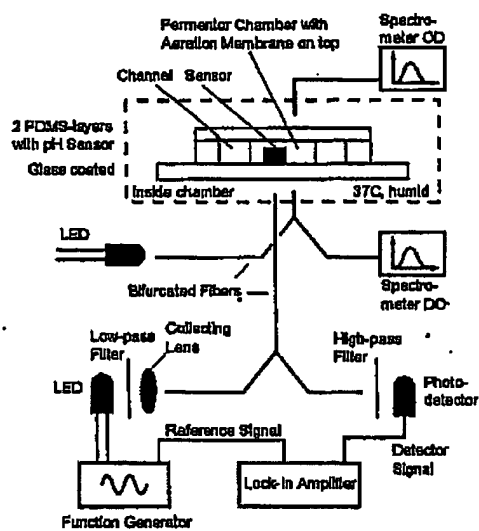 Fermentor Chamber with
Aeration Membrane on top
Spectro-
meter OD
Channel Sensor
2 PDMS-layers
with pH Sensor
Glass coated
Inside chamber
37C, humid
LED
Bifurcated Fibers
Spectro-
meter DO
Low-pass
Filter
Collecting
Lens
High-pass
Filter
LED
Photo-
detector
Reference Signal
Detector
Signal
Lock-In Amplifier
Function Generator